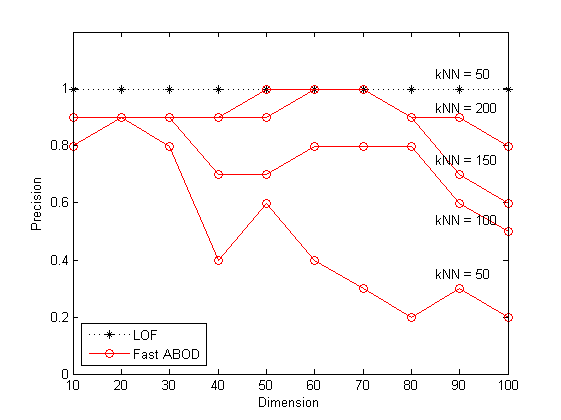 kNN = 50
1
kNN = 200
0.8
kNN = 150
0.6
kNN = 100
0.4
kNN = 50
0.2
0
Precision
LOF
Fast ABOD
10 20 30 40 50 60 70 80 90 100
Dimension